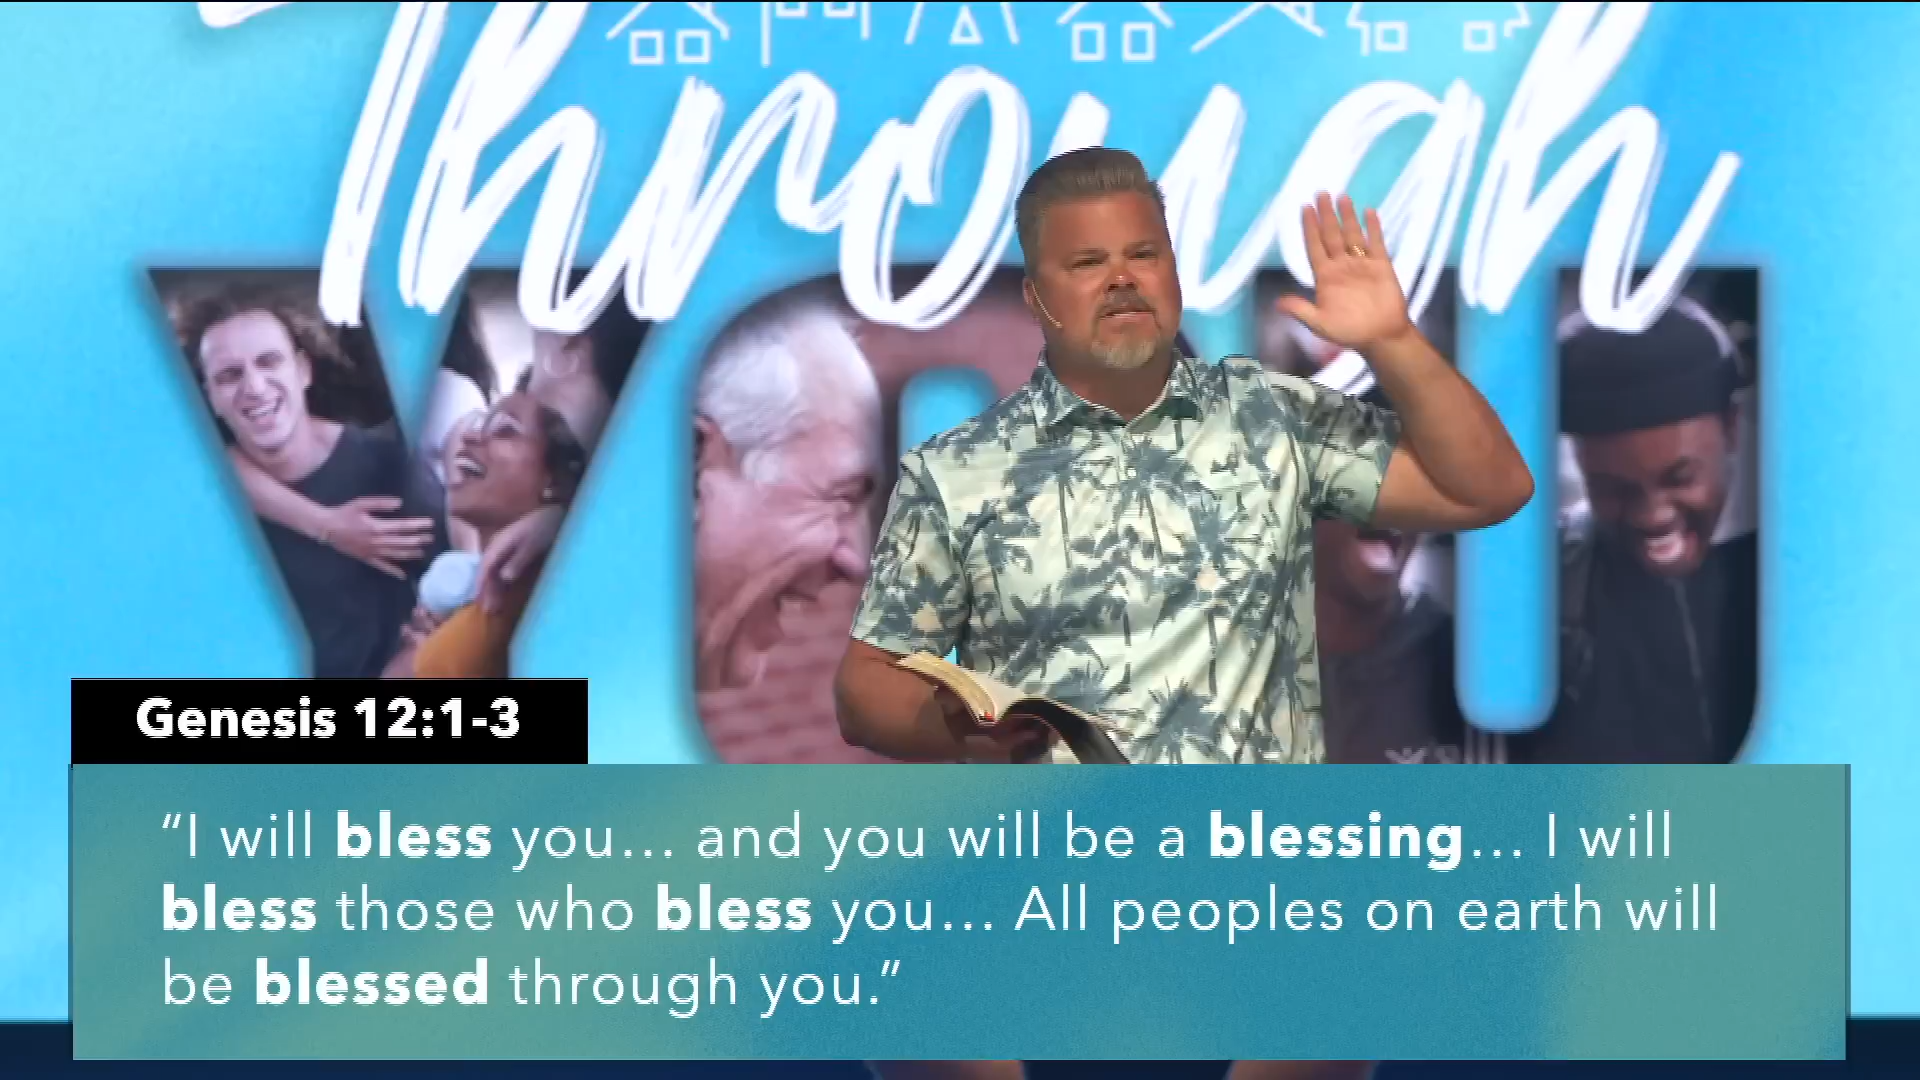 Through
YOU
Genesis 12:1-3
“I will bless you... and you will be a blessing... I will
bless those who bless you... All peoples on earth will
be blessed through you.”